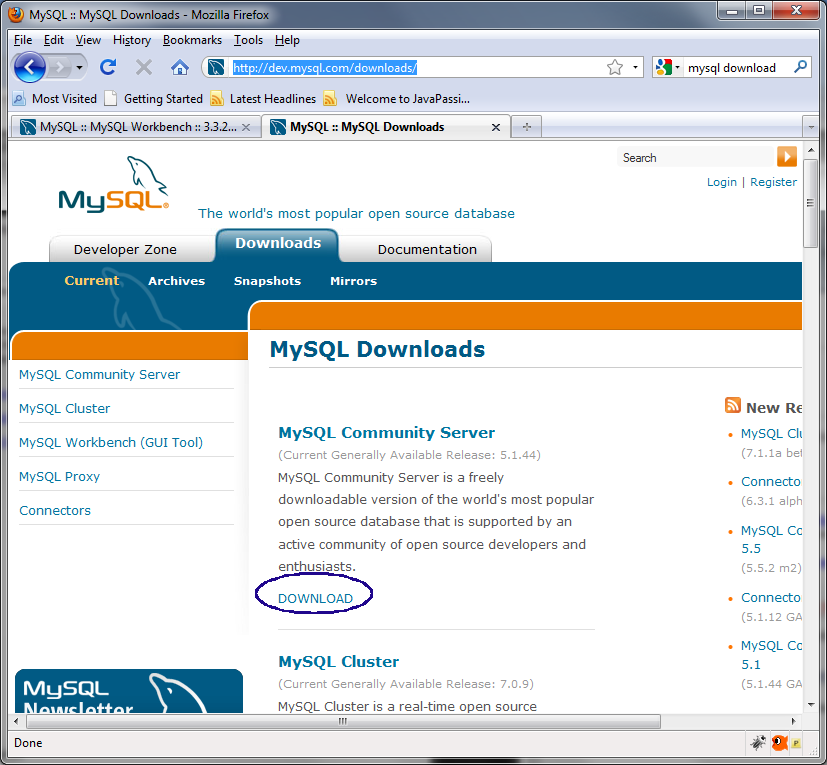 MySQL :: MySQL Downloads - Mozilla Firefox
File Edit View History Bookmarks Tools Help
http://dev.mysql.com/downloads/
mysql download
Most Visited Getting Started Latest Headlines Welcome to JavaPassi...
MySQL :: MySQL Workbench :: 3.3.2...
MySQL :: MySQL Downloads
Search
Login | Register
MySQL®
The world's most popular open source database
Developer Zone Downloads Documentation
Current Archives Snapshots Mirrors
MySQL Community Server
MySQL Cluster
MySQL Workbench (GUI Tool)
MySQL Proxy
Connectors
MySQL
Newsletter
MySQL Downloads
MySQL Community Server
(Current Generally Available Release: 5.1.44)
MySQL Community Server is a freely
downloadable version of the world's most popular
open source database that is supported by an
active community of open source developers and
enthusiasts.
DOWNLOAD
MySQL Cluster
(Current Generally Available Release: 7.0.9)
MySQL Cluster is a real-time open source
New Re
MySQL Clu
(7.1.1a bet
Connecto
(6.3.1 alph
MySQL Co
5.5
(5.5.2 m2)
Connecto
(5.1.12 GA
MySQL Co
5.1
(5.1.44 GA
Done